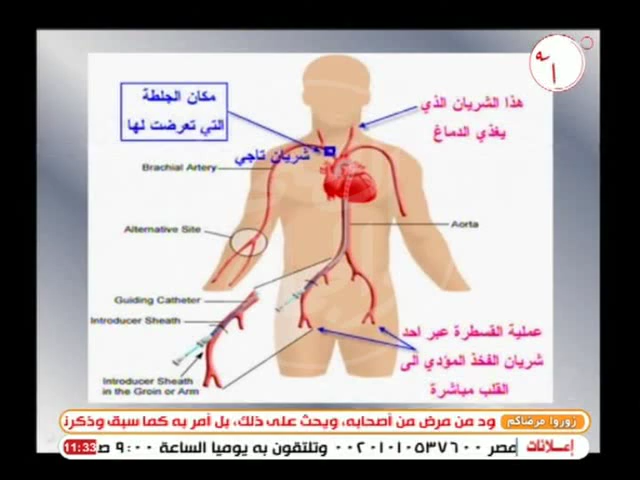 مكان الجلطة
التي تعرضت لها
هذا الشريان الذي
يغذي الدماغ
شريان تاجي
Brachial Artery
Alternative Site
Aorta
Guiding Catheter
Introducer Sheath
Introducer Sheath
in the Groin or Arm
عملية القسطرة عبر احد
شريان الفخذ المؤدي الى
القلب مباشرة
زوروا مرضاكم
ود من مرض من أصحابه، ويحث على ذلك، بل أمر به كما سبق وذكرنا
إعلانات
مصر ٠٠٢٠١٠١٠٥٣٧٦٠٠ وتلتقون به يوميا الساعة ٩:٠٠ ص
11:33